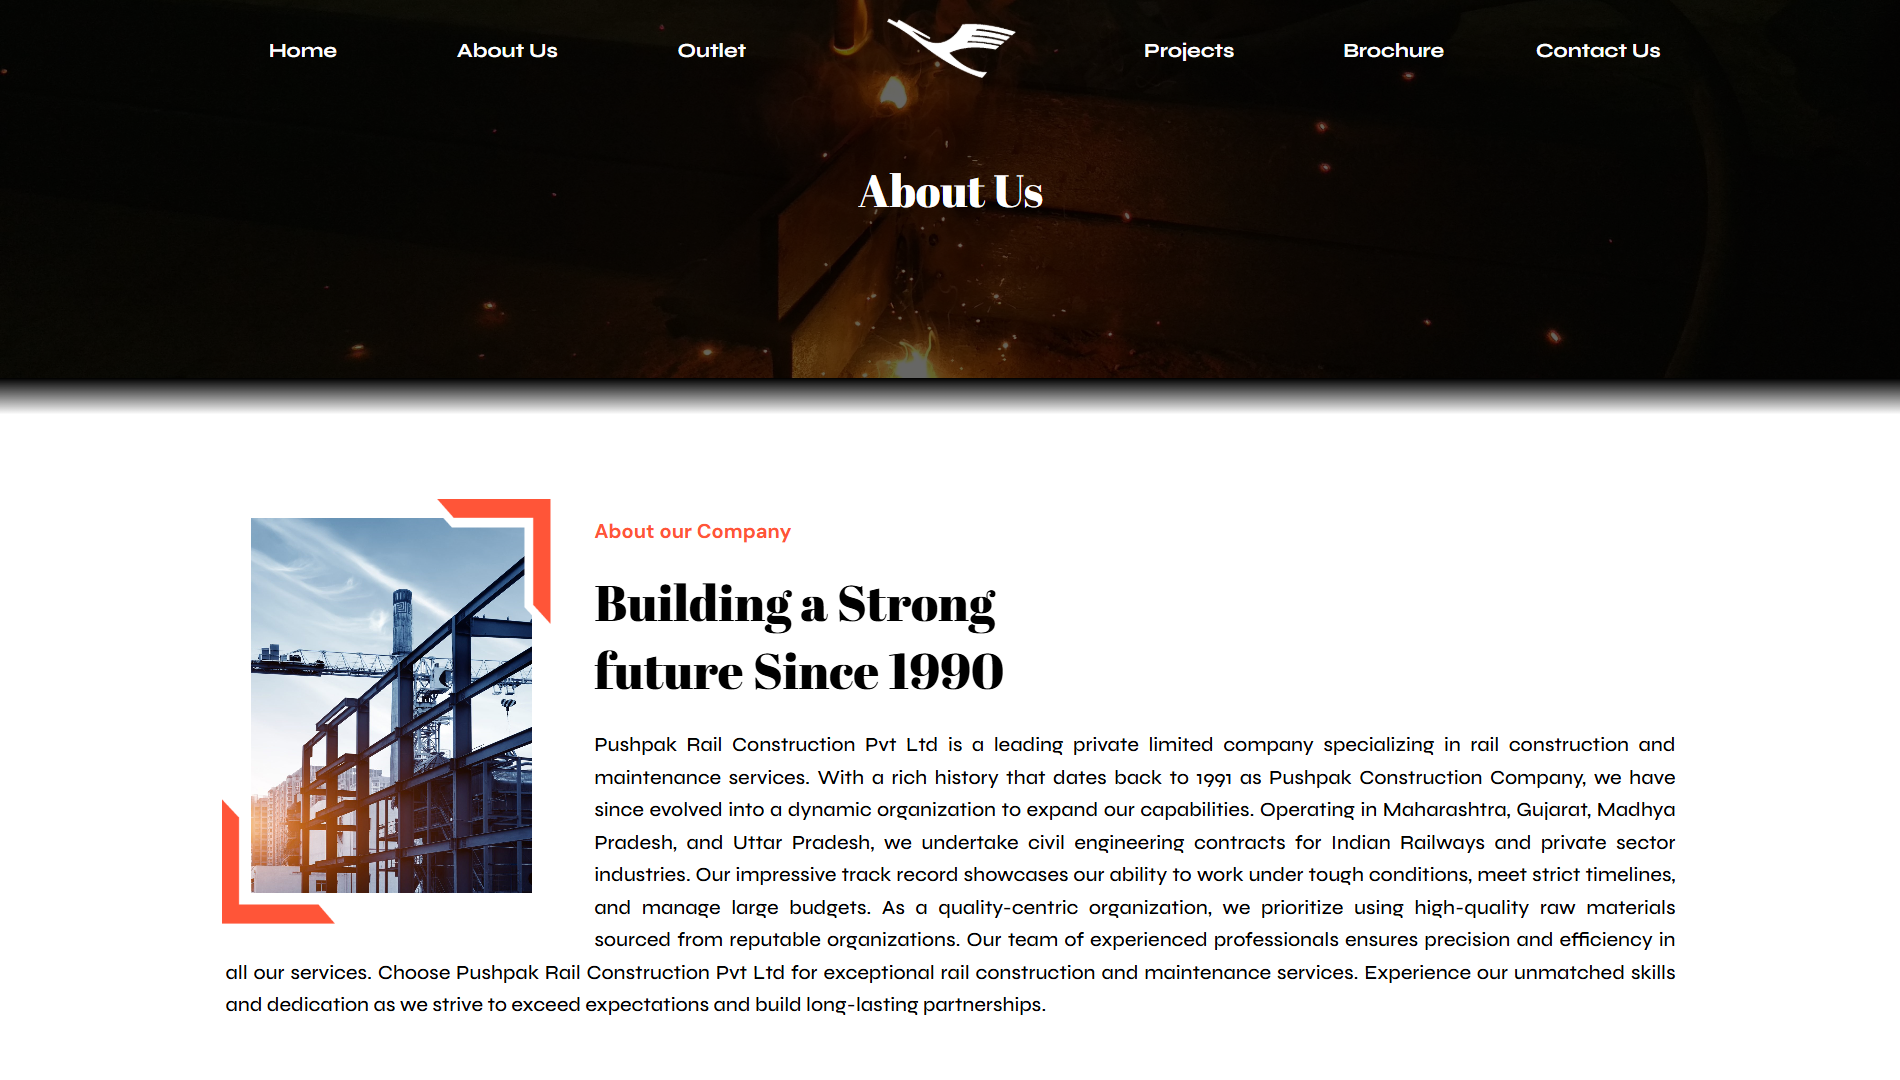 Home About Us Outlet Projects Brochure Contact Us
About Us
About our Company
Building a Strong
future Since 1990
Pushpak Rail Construction Pvt Ltd is a leading private limited company specializing in rail construction and
maintenance services. With a rich history that dates back to 1991 as Pushpak Construction Company, we have
since evolved into a dynamic organization to expand our capabilities. Operating in Maharashtra, Gujarat, Madhya
Pradesh, and Uttar Pradesh, we undertake civil engineering contracts for Indian Railways and private sector
industries. Our impressive track record showcases our ability to work under tough conditions, meet strict timelines,
and manage large budgets. As a quality-centric organization, we prioritize using high-quality raw materials
sourced from reputable organizations. Our team of experienced professionals ensures precision and efficiency in
all our services. Choose Pushpak Rail Construction Pvt Ltd for exceptional rail construction and maintenance services. Experience our unmatched skills
and dedication as we strive to exceed expectations and build long-lasting partnerships.